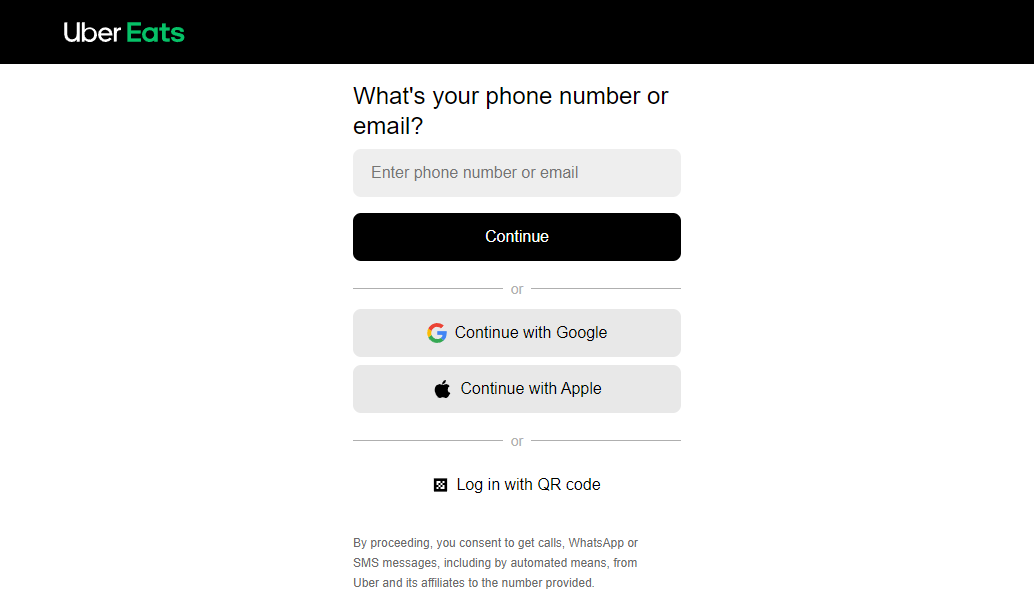 Uber Eats
What's your phone number or
email?
Enter phone number or email
Continue
or
Continue with Google
Continue with Apple
or
Log in with QR code
By proceeding, you consent to get calls, WhatsApp or
SMS messages, including by automated means, from
Uber and its affiliates to the number provided.